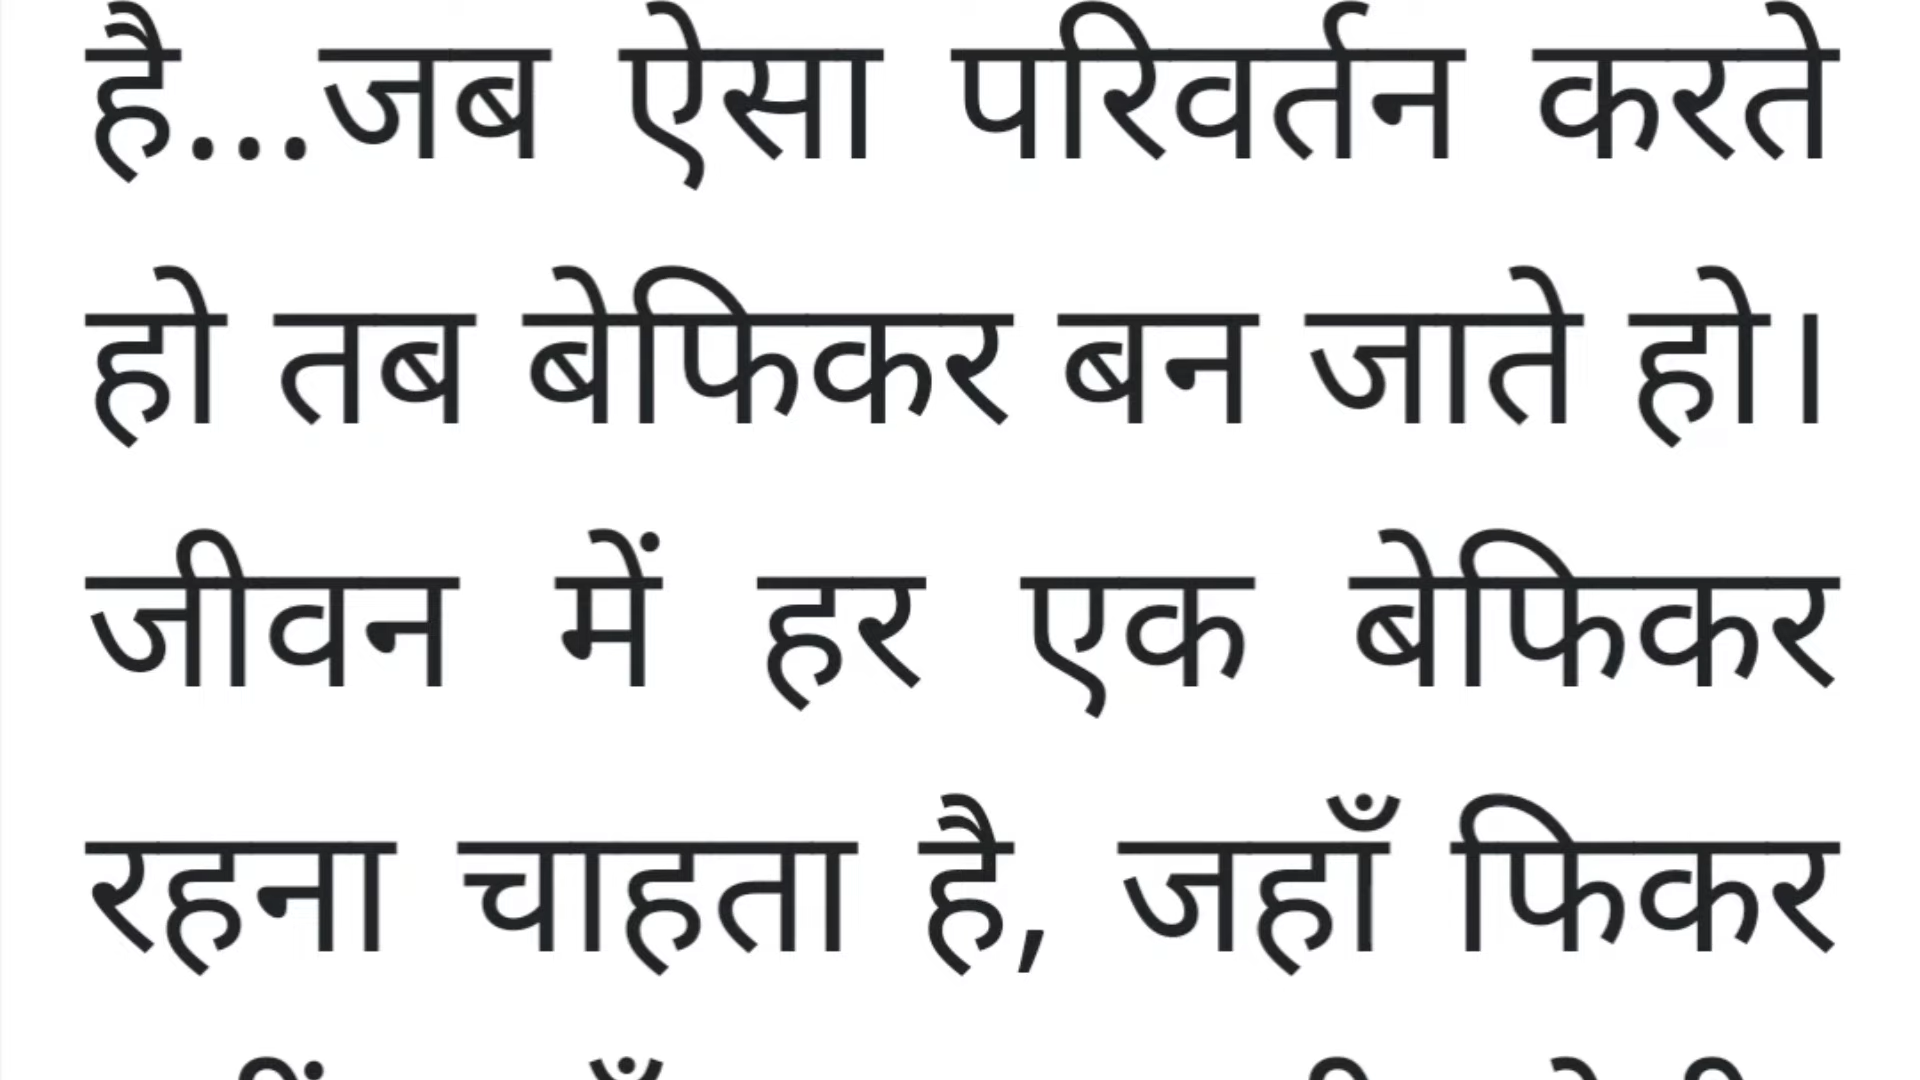 है...जब ऐसा परिवर्तन करते
हो तब बेफिकर बन जाते हो।
जीवन में हर एक बेफिकर
रहना चाहता है, जहाँ फिकर